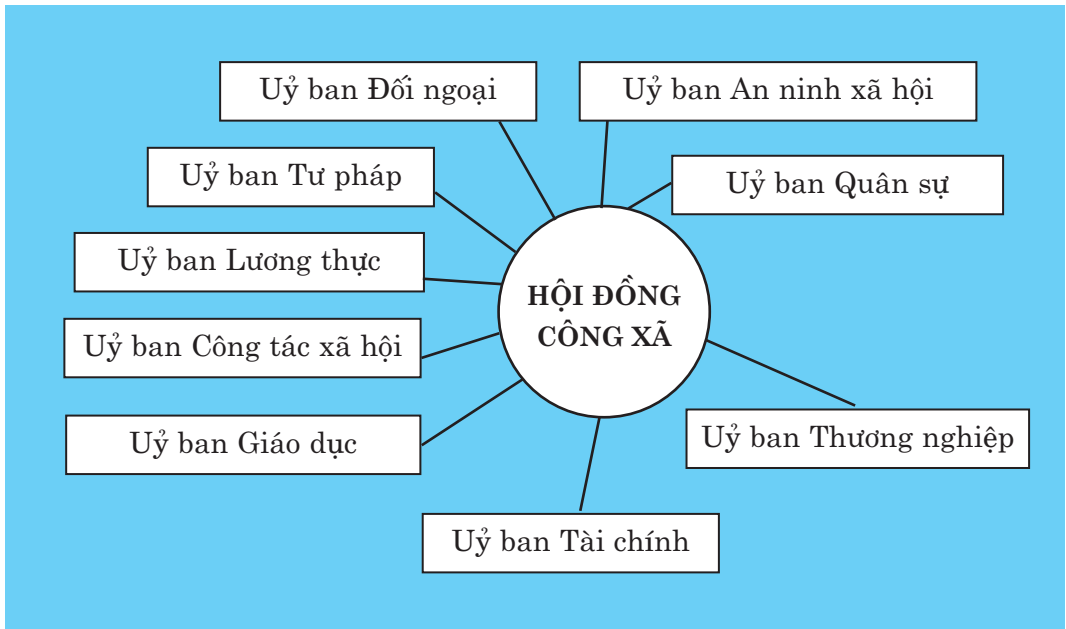 Uỷ ban Đối ngoại
Uỷ ban An ninh xã hội
Uỷ ban Tư pháp
Uỷ ban Quân sự
Uỷ ban Lương thực
HỘI ĐỒNG
CÔNG XÃ
Uỷ ban Công tác xã hội
Uỷ ban Giáo dục
Uỷ ban Thương nghiệp
Uỷ ban Tài chính